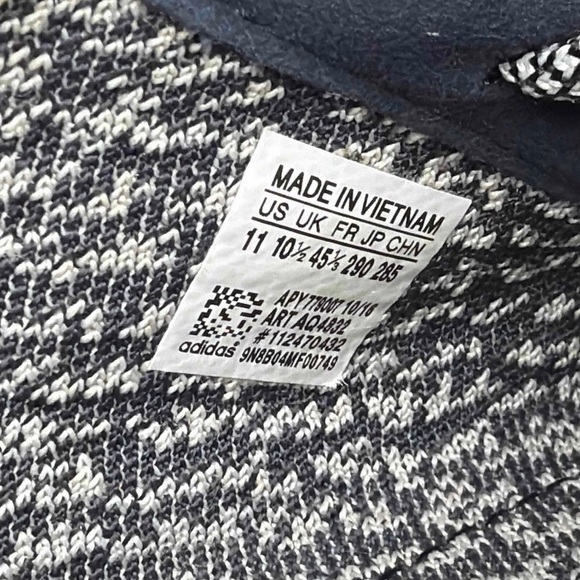 MADE IN VIETNAM
US UK FR JP CHN
11 10½ 45⅓ 290 285
APY779007 10/16
ART AQ4832
#112470432
adidas® 9N8B04MF00749